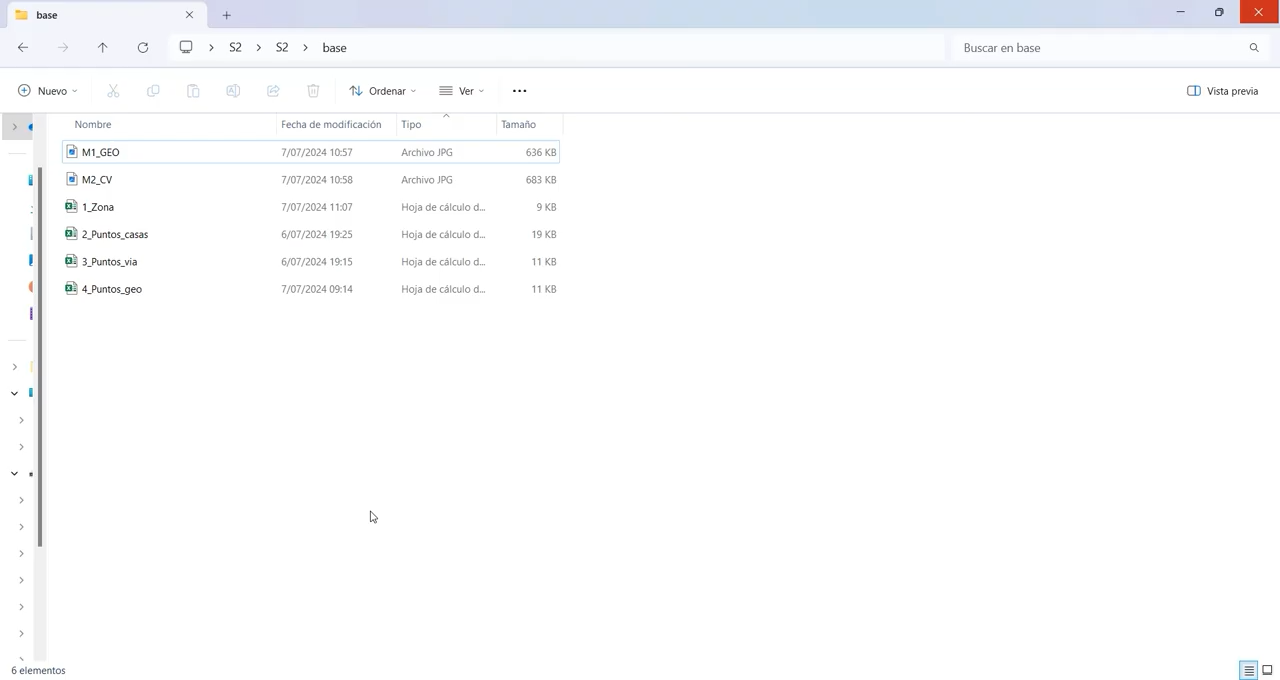 base
S2 S2 base
Buscar en base
Nuevo Ordenar Ver Vista previa
Nombre Fecha de modificación Tipo Tamaño
M1_GEO 7/07/2024 10:57 Archivo JPG 636 KB
M2_CV 7/07/2024 10:58 Archivo JPG 683 KB
1_Zona 7/07/2024 11:07 Hoja de cálculo d... 9 KB
2_Puntos_casas 6/07/2024 19:25 Hoja de cálculo d... 19 KB
3_Puntos_via 6/07/2024 19:15 Hoja de cálculo d... 11 KB
4_Puntos_geo 7/07/2024 09:14 Hoja de cálculo d... 11 KB
6 elementos